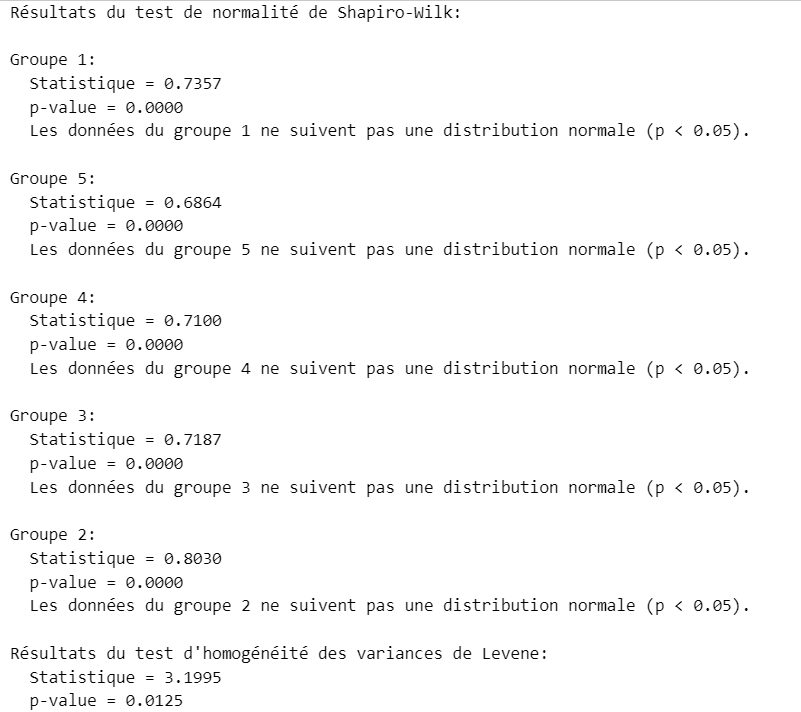 Résultats du test de normalité de Shapiro-Wilk:
Groupe 1:
Statistique = 0.7357
p-value = 0.0000
Les données du groupe 1 ne suivent pas une distribution normale (p < 0.05).
Groupe 5:
Statistique = 0.6864
p-value = 0.0000
Les données du groupe 5 ne suivent pas une distribution normale (p < 0.05).
Groupe 4:
Statistique = 0.7100
p-value = 0.0000
Les données du groupe 4 ne suivent pas une distribution normale (p < 0.05).
Groupe 3:
Statistique = 0.7187
p-value = 0.0000
Les données du groupe 3 ne suivent pas une distribution normale (p < 0.05).
Groupe 2:
Statistique = 0.8030
p-value = 0.0000
Les données du groupe 2 ne suivent pas une distribution normale (p < 0.05).
Résultats du test d'homogénéité des variances de Levene:
Statistique = 3.1995
p-value = 0.0125